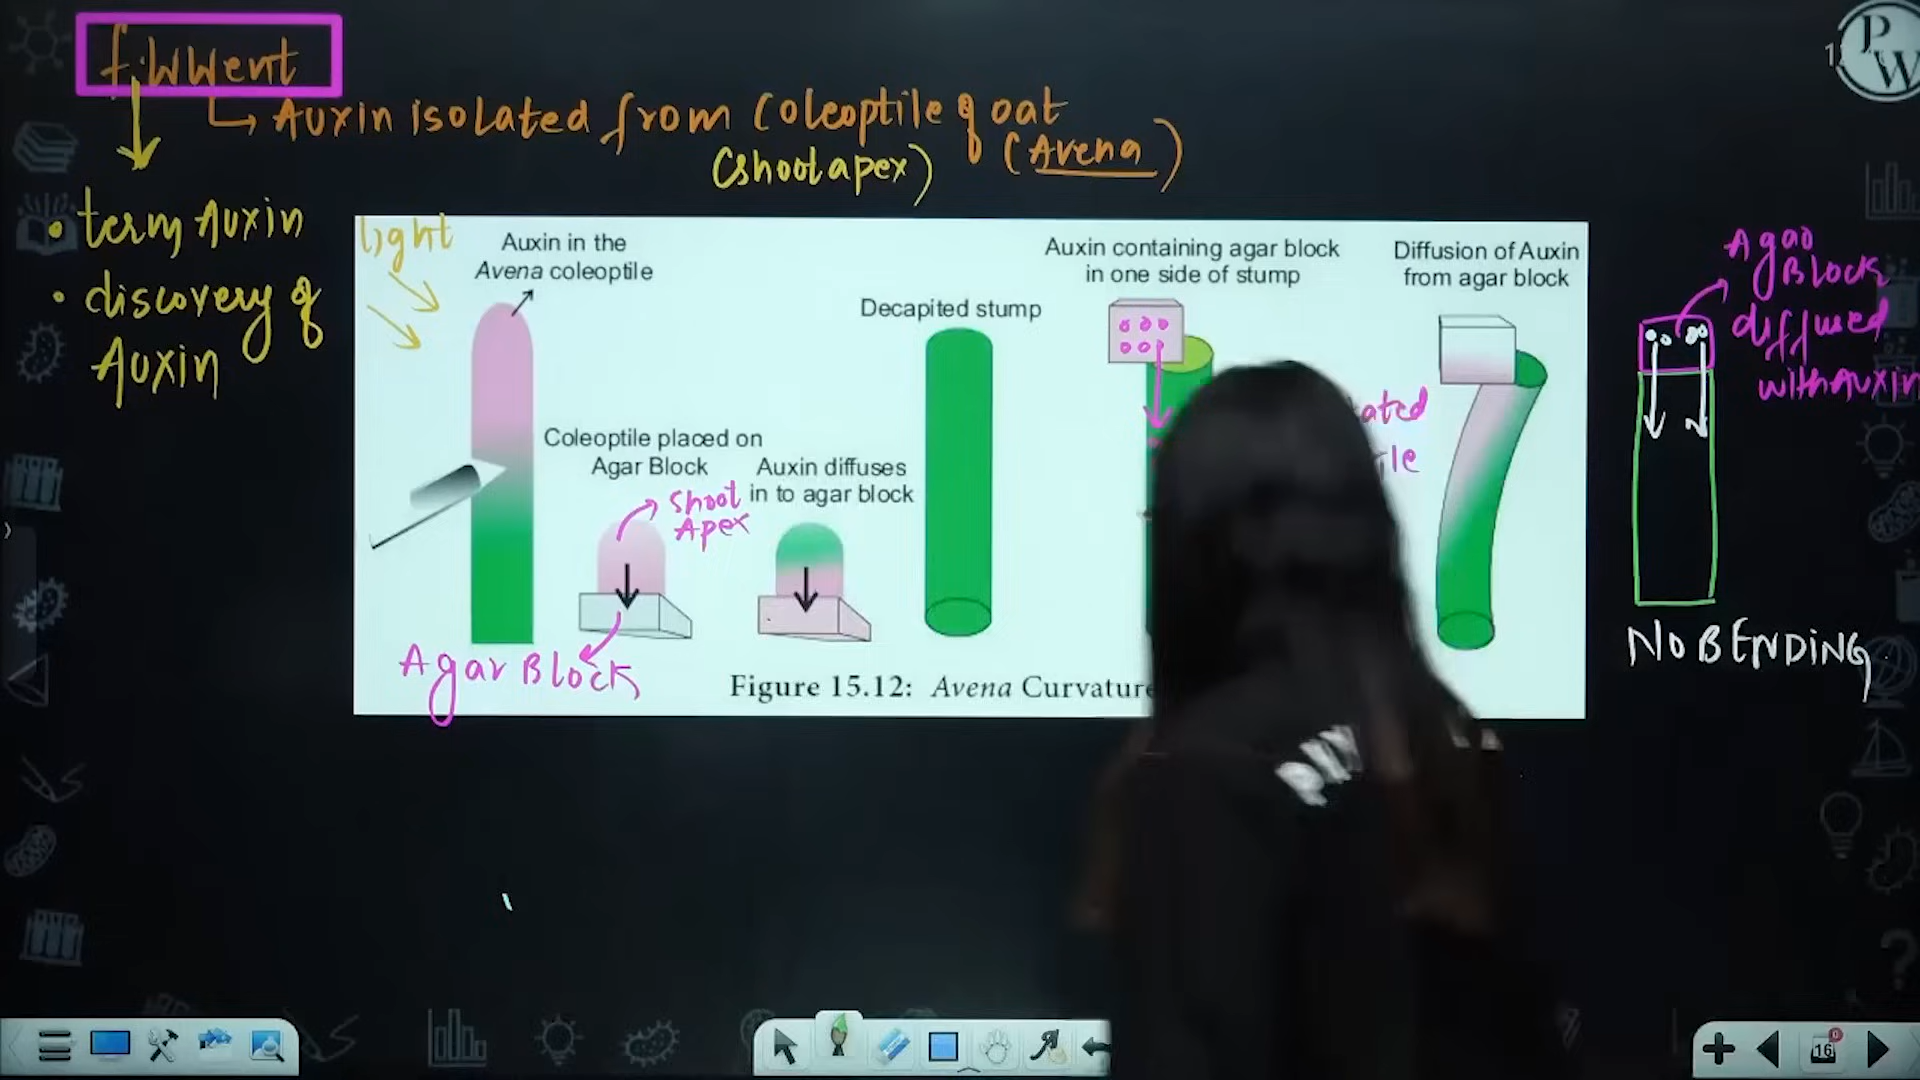 f.W Went
Auxin isolated from Coleoptile of oat
(shoot apex)
(Avena)
• term Auxin
• discovery of
Auxin
light
Auxin in the
Avena coleoptile
Coleoptile placed on
Agar Block
Shoot
Apex
Agar Block
Auxin diffuses
in to agar block
Decapited stump
Auxin containing agar block
in one side of stump
Diffusion of Auxin
from agar block
Figure 15.12: Avena Curvature
Agar
Block
diffused
with Auxin
NO BENDING
PW
16